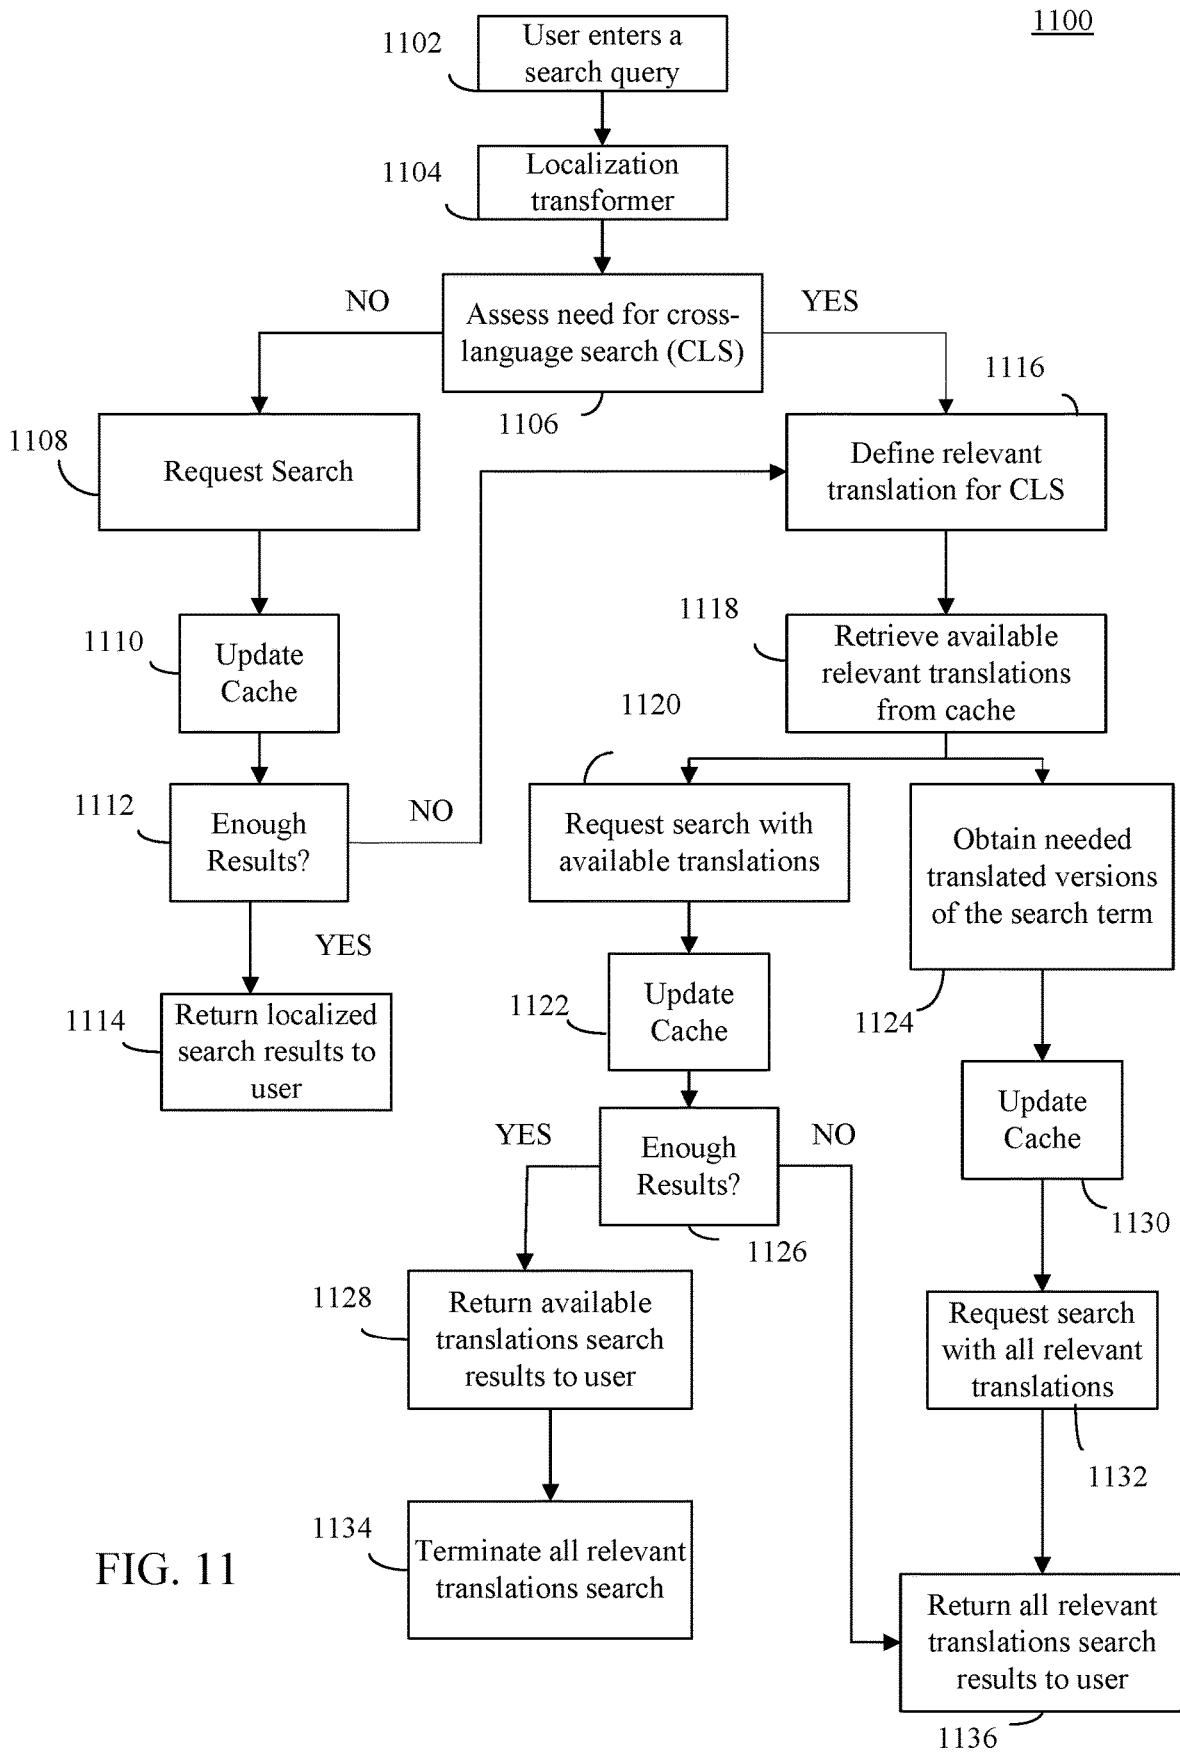 1100
1102
User enters a
search query
1104
Localization
transformer
NO
YES
Assess need for cross-
language search (CLS)
1106
1108
Request Search
1116
Define relevant
translation for CLS
1110
Update
Cache
1118
Retrieve available
relevant translations
from cache
1112
Enough
Results?
NO
YES
1120
Request search with
available translations
Obtain needed
translated versions
of the search term
1124
1114
Return localized
search results to
user
1122
Update
Cache
Update
Cache
1130
YES
NO
Enough
Results?
1126
1128
Return available
translations search
results to user
Request search
with all relevant
translations
1132
1134
Terminate all relevant
translations search
FIG. 11
Return all relevant
translations search
results to user
1136